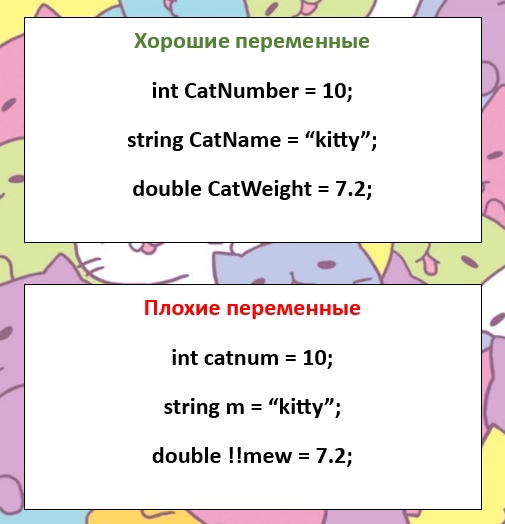 Хорошие переменные
int CatNumber = 10;
string CatName = “kitty”;
double CatWeight = 7.2;
Плохие переменные
int catnum = 10;
string m = “kitty”;
double !!mew = 7.2;